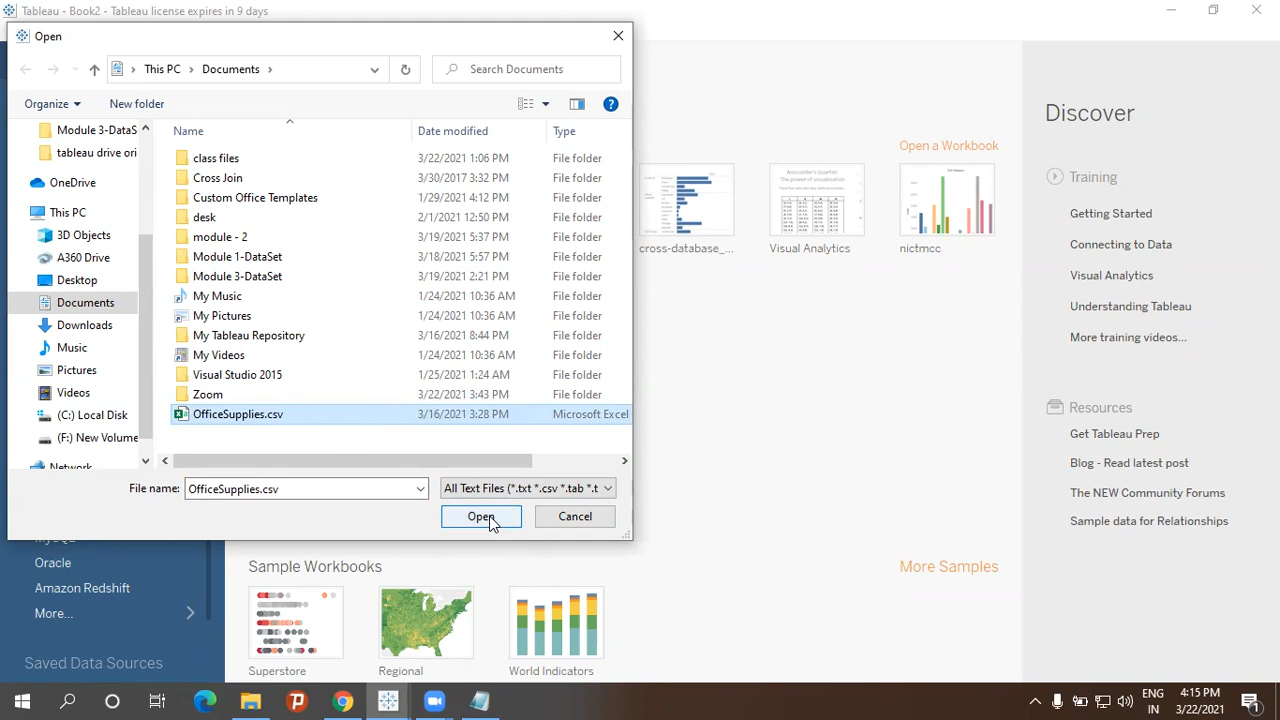 Tableau - Book2 - Tableau license expires in 9 days
Open
This PC
Documents
Search Documents
Organize
New folder
Name
Date modified
Type
Module 3-DataS
tableau drive ori
OneDrive
This PC
3D Objects
A360 Drive
Desktop
Documents
Downloads
Music
Pictures
Videos
(C:) Local Disk
(F:) New Volume
Network
class files 3/22/2021 1:06 PM File folder
Cross Join 3/30/2017 3:32 PM File folder
Custom Office Templates 1/29/2021 4:12 PM File folder
desk 2/1/2021 12:50 PM File folder
module - 2 3/19/2021 5:37 PM File folder
Module 1-DataSet 3/18/2021 5:57 PM File folder
Module 3-DataSet 3/19/2021 2:21 PM File folder
My Music 1/24/2021 10:36 AM File folder
My Pictures 1/24/2021 10:36 AM File folder
My Tableau Repository 3/16/2021 8:44 PM File folder
My Videos 1/24/2021 10:36 AM File folder
Visual Studio 2015 1/25/2021 1:24 AM File folder
Zoom 3/22/2021 3:43 PM File folder
OfficeSupplies.csv 3/16/2021 3:28 PM Microsoft Excel
File name: OfficeSupplies.csv
All Text Files (*.txt *.csv *.tab *.t
Open
Cancel
MySQL
Oracle
Amazon Redshift
More...
Saved Data Sources
Open a Workbook
Anscombe's Quartet
The power of visualization
cross-database_...
Visual Analytics
nictmcc
Sample Workbooks
More Samples
Superstore
Regional
World Indicators
Discover
Training
Getting Started
Connecting to Data
Visual Analytics
Understanding Tableau
More training videos...
Resources
Get Tableau Prep
Blog - Read latest post
The NEW Community Forums
Sample data for Relationships
ENG
IN
4:15 PM
3/22/2021
1